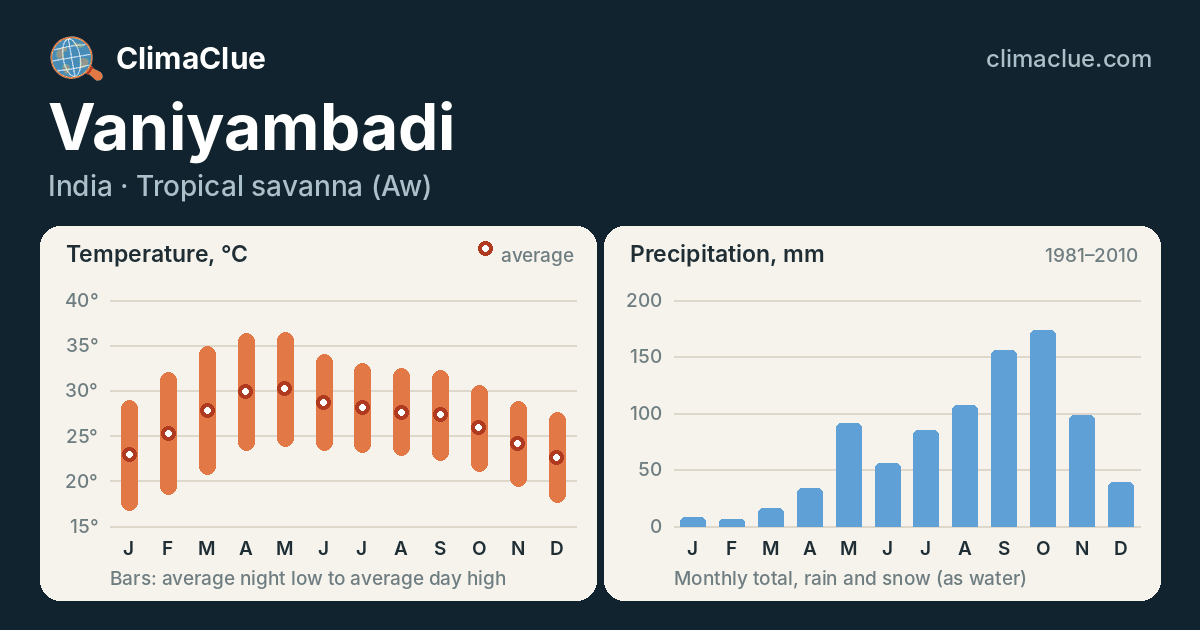 ClimaClue
climaclue.com
Vaniyambadi
India · Tropical savanna (Aw)
Temperature, °C
average
40°
35°
30°
25°
20°
15°
J F M A M J J A S O N D
Bars: average night low to average day high
Precipitation, mm
1981–2010
200
150
100
50
0
J F M A M J J A S O N D
Monthly total, rain and snow (as water)